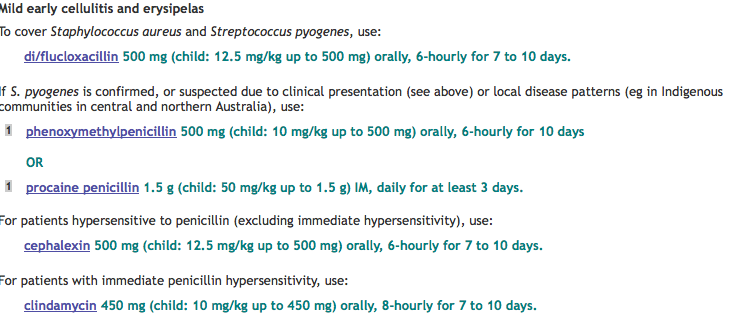 Mild early cellulitis and erysipelas
To cover Staphylococcus aureus and Streptococcus pyogenes, use:
di/flucloxacillin 500 mg (child: 12.5 mg/kg up to 500 mg) orally, 6-hourly for 7 to 10 days.
If S. pyogenes is confirmed, or suspected due to clinical presentation (see above) or local disease patterns (eg in Indigenous
communities in central and northern Australia), use:
1 phenoxymethylpenicillin 500 mg (child: 10 mg/kg up to 500 mg) orally, 6-hourly for 10 days
OR
1 procaine penicillin 1.5 g (child: 50 mg/kg up to 1.5 g) IM, daily for at least 3 days.
For patients hypersensitive to penicillin (excluding immediate hypersensitivity), use:
cephalexin 500 mg (child: 12.5 mg/kg up to 500 mg) orally, 6-hourly for 7 to 10 days.
For patients with immediate penicillin hypersensitivity, use:
clindamycin 450 mg (child: 10 mg/kg up to 450 mg) orally, 8-hourly for 7 to 10 days.